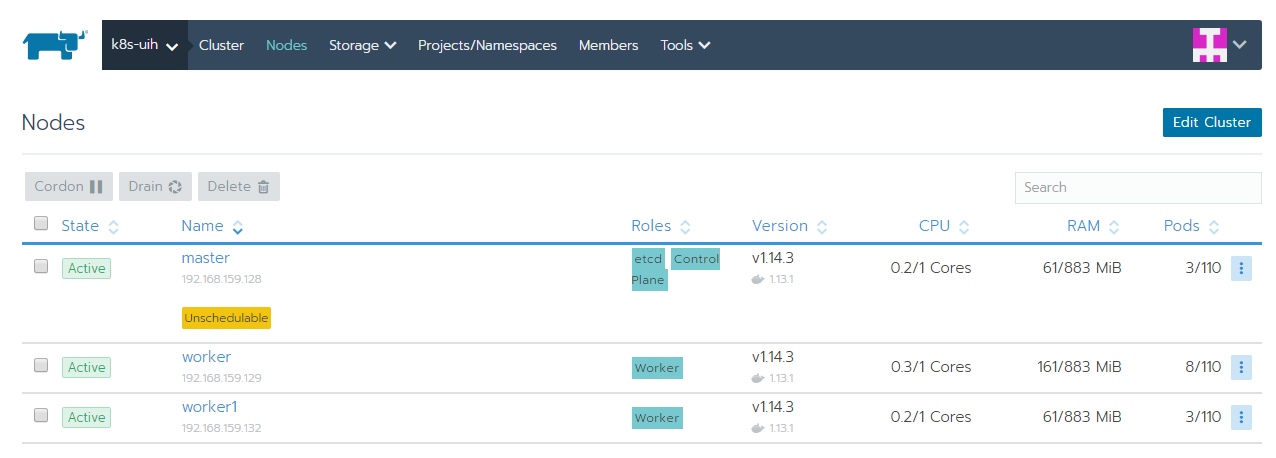 k8s-uih Cluster Nodes Storage Projects/Namespaces Members Tools
Nodes Edit Cluster
Cordon Drain Delete Search
State Name Roles Version CPU RAM Pods
Active master etcd Control v1.14.3 0.2/1 Cores 61/883 MiB 3/110
192.168.159.128 Plane 1.13.1
Unschedulable
Active worker Worker v1.14.3 0.3/1 Cores 161/883 MiB 8/110
192.168.159.129 1.13.1
Active worker1 Worker v1.14.3 0.2/1 Cores 61/883 MiB 3/110
192.168.159.132 1.13.1